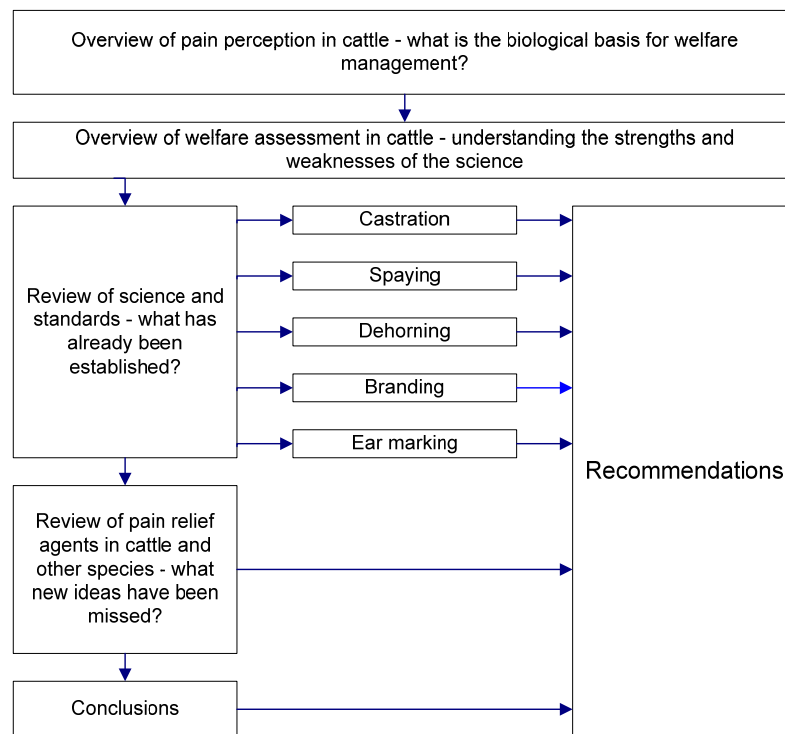 Overview of pain perception in cattle - what is the biological basis for welfare
management?
Overview of welfare assessment in cattle - understanding the strengths and
weaknesses of the science
Review of science and
standards - what has
already been
established?
Castration
Spaying
Dehorning
Branding
Ear marking
Recommendations
Review of pain relief
agents in cattle and
other species - what
new ideas have been
missed?
Conclusions